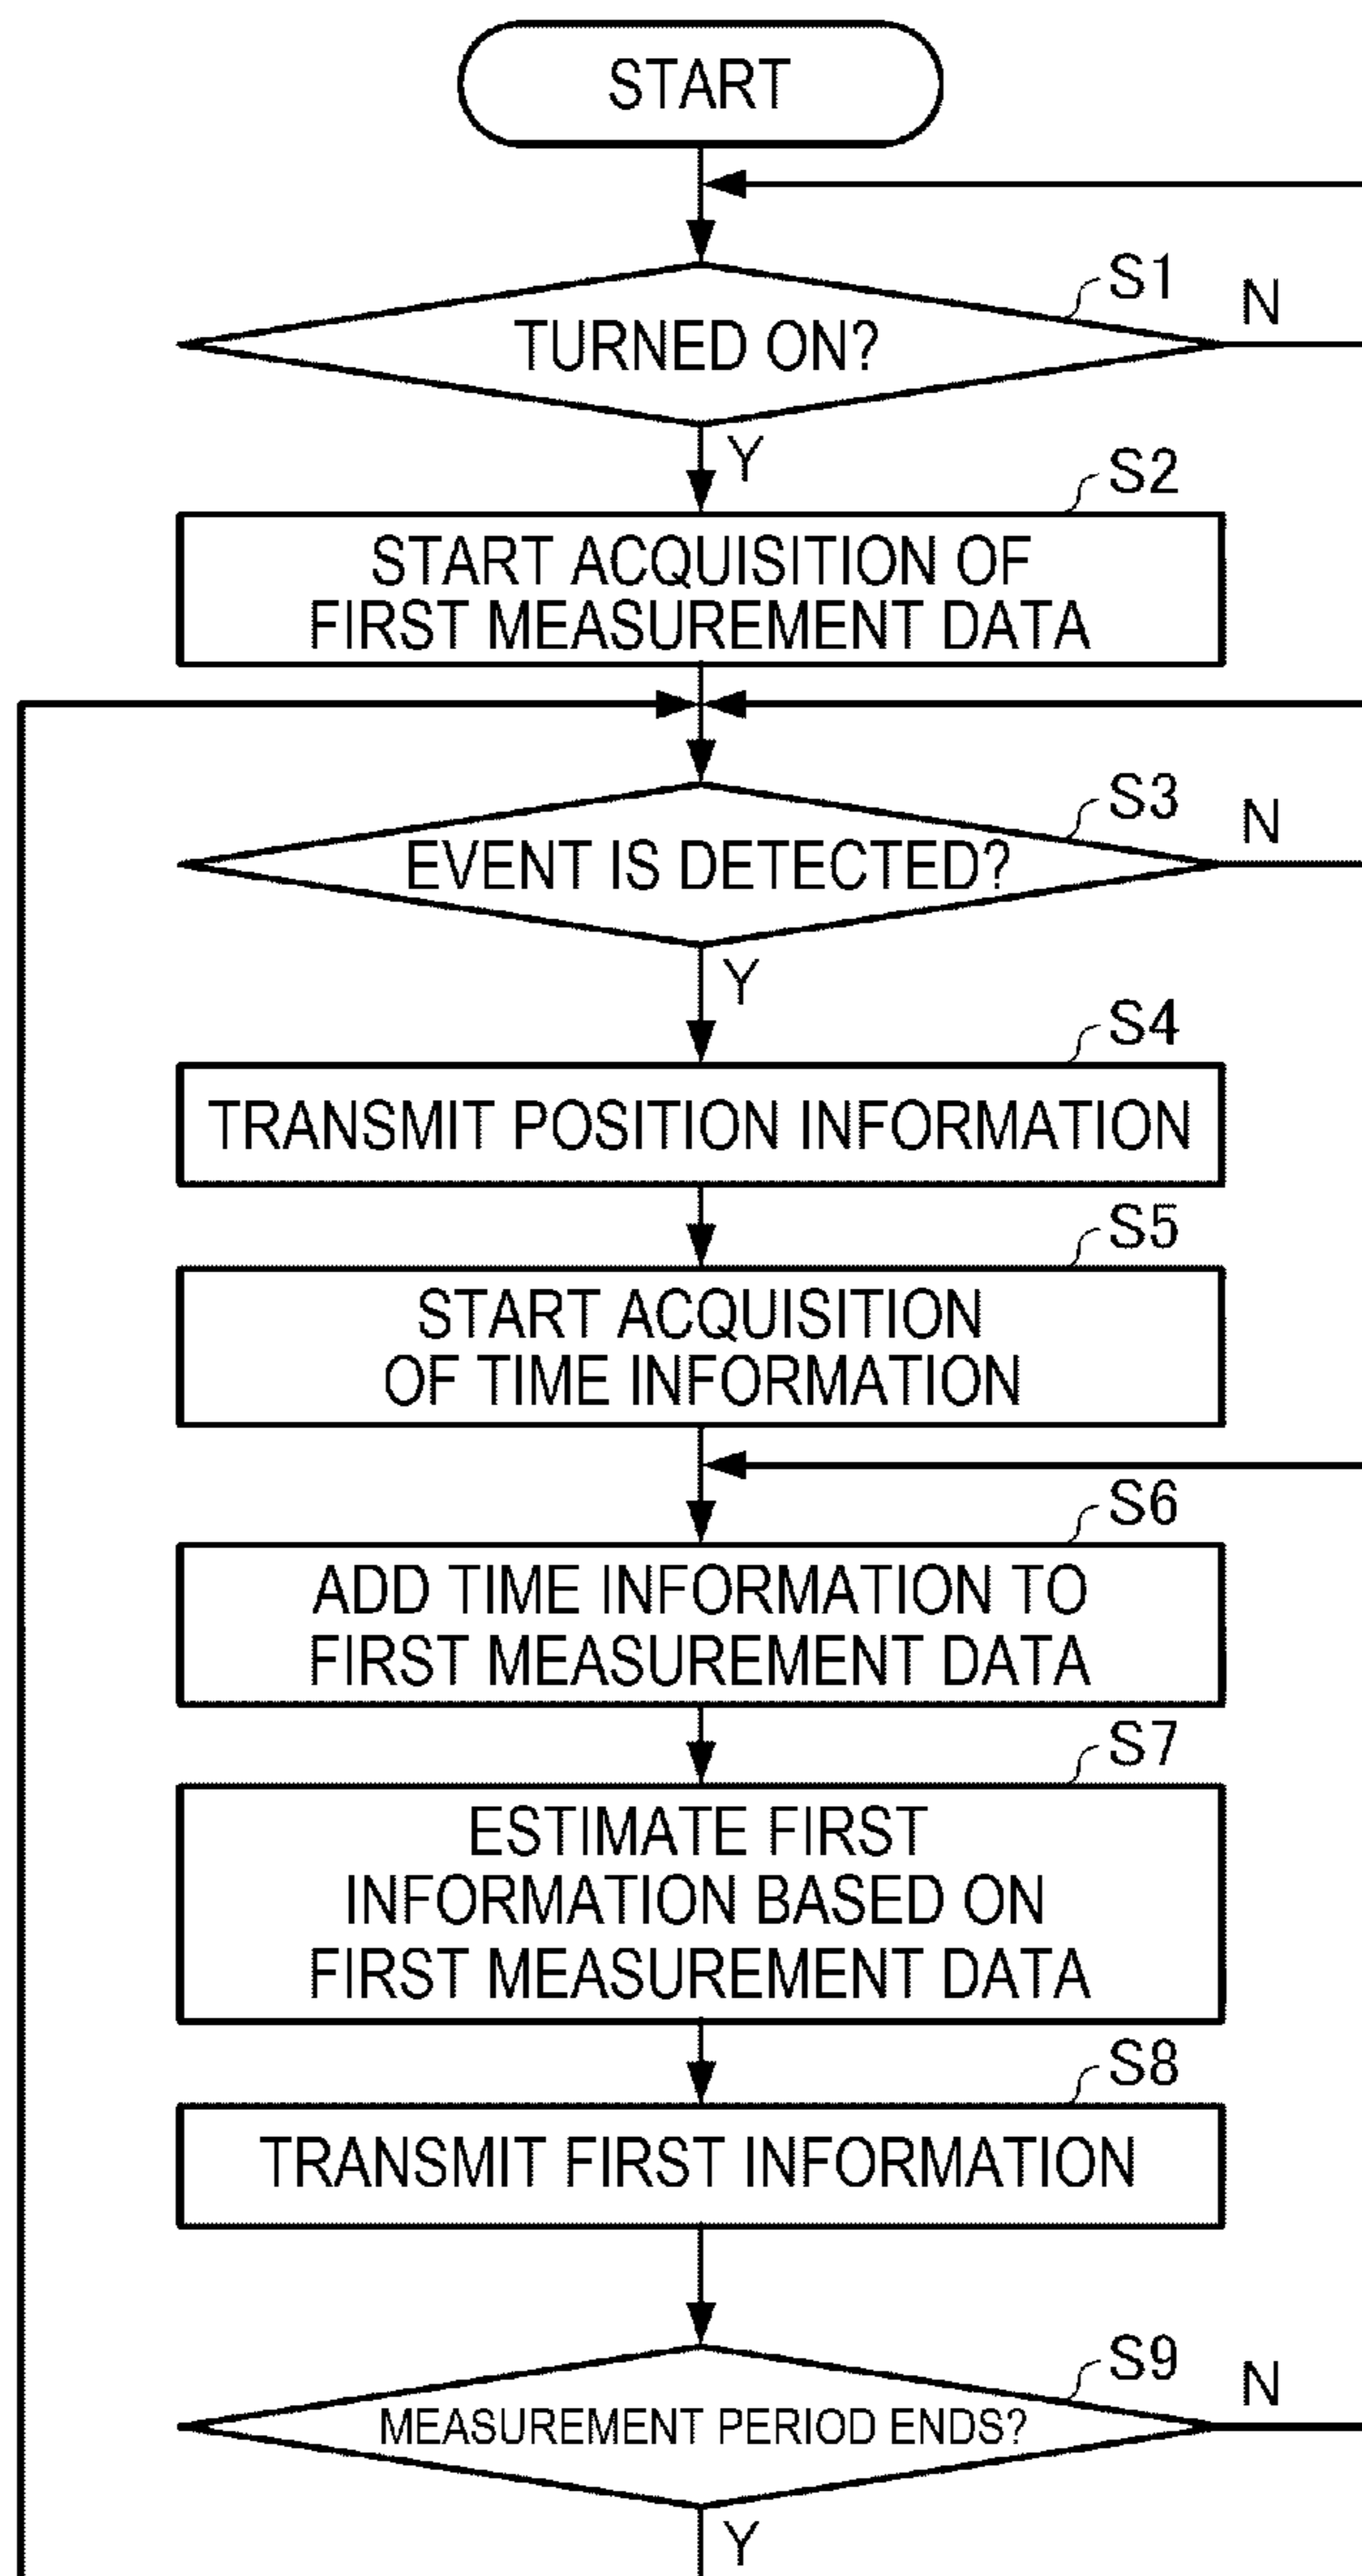 START
S1
TURNED ON?
N
Y
S2
START ACQUISITION OF
FIRST MEASUREMENT DATA
S3
EVENT IS DETECTED?
N
Y
S4
TRANSMIT POSITION INFORMATION
S5
START ACQUISITION
OF TIME INFORMATION
S6
ADD TIME INFORMATION TO
FIRST MEASUREMENT DATA
S7
ESTIMATE FIRST
INFORMATION BASED ON
FIRST MEASUREMENT DATA
S8
TRANSMIT FIRST INFORMATION
S9
MEASUREMENT PERIOD ENDS?
N
Y